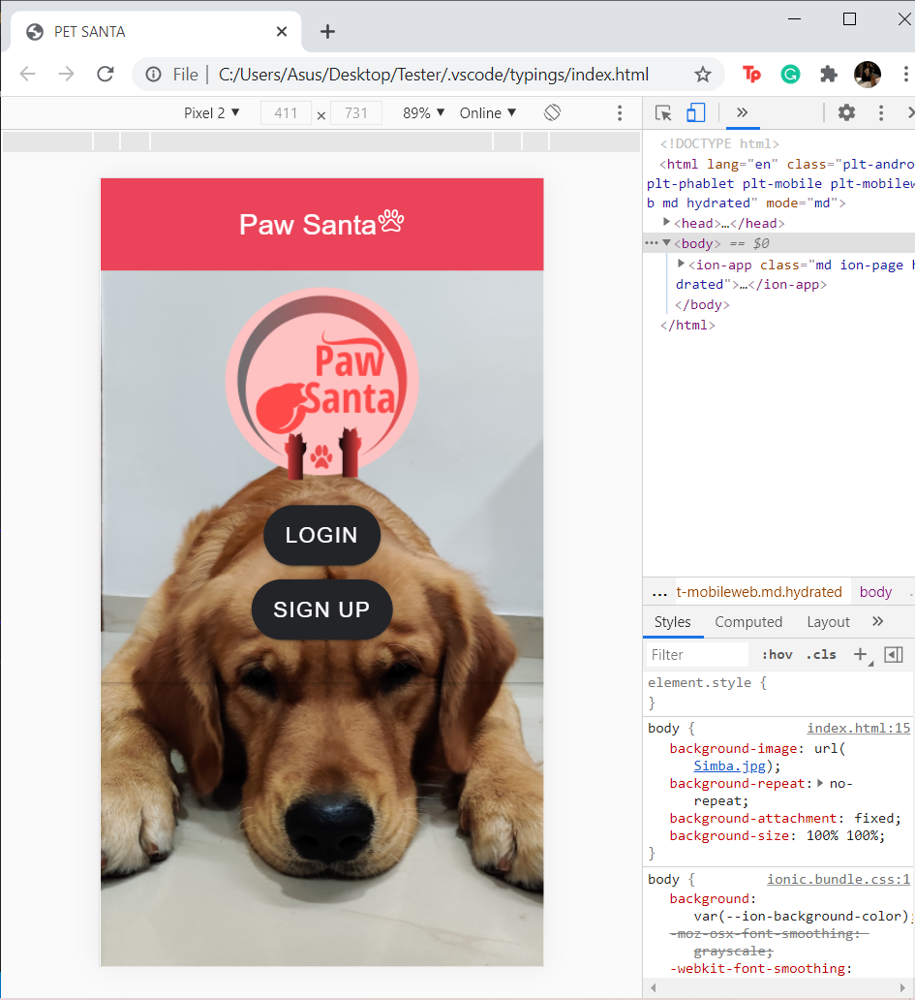 PET SANTA
File
C:/Users/Asus/Desktop/Tester/.vscode/typings/index.html
Pixel 2 411 × 731 89% Online
<!DOCTYPE html>
<html lang="en" class="plt-andro
plt-phablet plt-mobile plt-mobilew
b md hydrated" mode="md">
<head>…</head>
<body> == $0
<ion-app class="md ion-page h
drated">…</ion-app>
</body>
</html>
Paw Santa
Paw
Santa
LOGIN
SIGN UP
... t-mobileweb.md.hydrated body
Styles Computed Layout
Filter :hov .cls
element.style {
}
body { index.html:15
background-image: url(
Simba.jpg);
background-repeat: no-
repeat;
background-attachment: fixed;
background-size: 100% 100%;
}
body { ionic.bundle.css:1
background:
var(--ion-background-color);
-moz-osx-font-smoothing:
grayscale;
-webkit-font-smoothing: